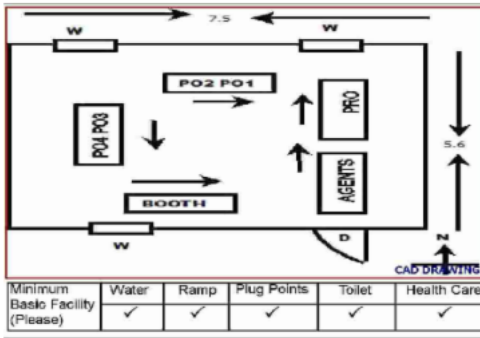 7.5
W W
PO2 PO1
PRO
PO4 PO3
5.6
AGENTS
BOOTH
W D N
CAD DRAWING
Minimum Basic Facility (Please) Water Ramp Plug Points Toilet Health Care
✓ ✓ ✓ ✓ ✓